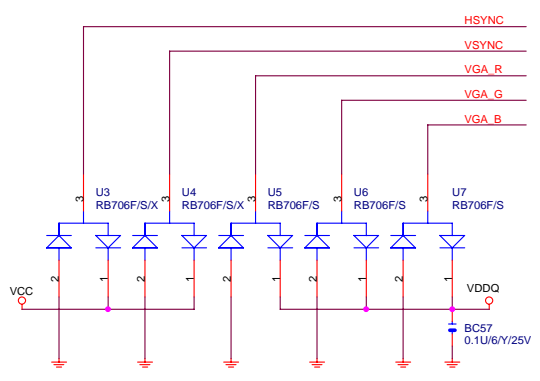 HSYNC
VSYNC
VGA_R
VGA_G
VGA_B
3 3 3 3 3
U3 U4 U5 U6 U7
RB706F/S/X RB706F/S/X RB706F/S RB706F/S RB706F/S
2 1 2 1 2 1 2 1 2 1
VCC VDDQ
BC57
0.1U/6/Y/25V